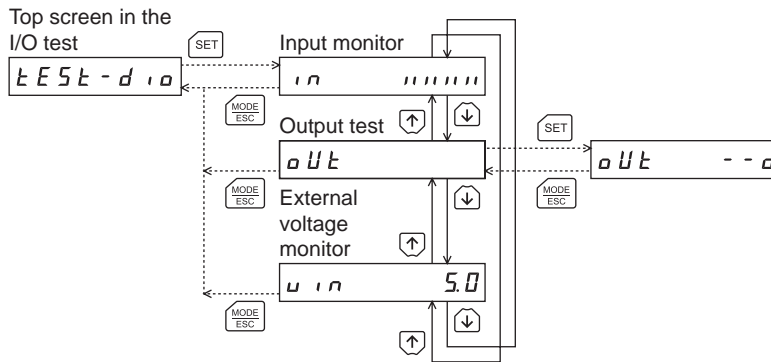 Top screen in the
I/O test
SET
tESt-dio
MODE
ESC
Input monitor
in
Output test
oUt
MODE
ESC
SET
MODE
ESC
oUt --
External
voltage
monitor
vin 5.0
MODE
ESC